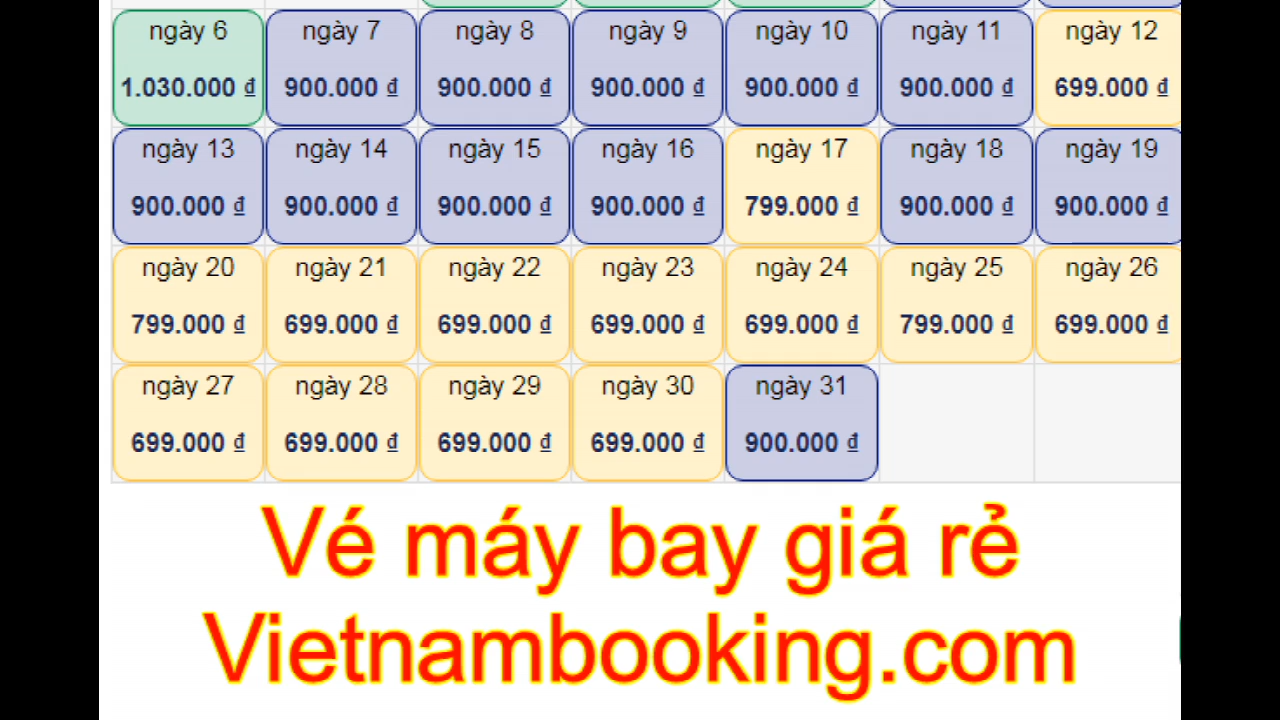 ngày 6 ngày 7 ngày 8 ngày 9 ngày 10 ngày 11 ngày 12
1.030.000 đ 900.000 đ 900.000 đ 900.000 đ 900.000 đ 900.000 đ 699.000 đ
ngày 13 ngày 14 ngày 15 ngày 16 ngày 17 ngày 18 ngày 19
900.000 đ 900.000 đ 900.000 đ 900.000 đ 799.000 đ 900.000 đ 900.000 đ
ngày 20 ngày 21 ngày 22 ngày 23 ngày 24 ngày 25 ngày 26
799.000 đ 699.000 đ 699.000 đ 699.000 đ 699.000 đ 799.000 đ 699.000 đ
ngày 27 ngày 28 ngày 29 ngày 30 ngày 31
699.000 đ 699.000 đ 699.000 đ 699.000 đ 900.000 đ
Vé máy bay giá rẻ
Vietnambooking.com